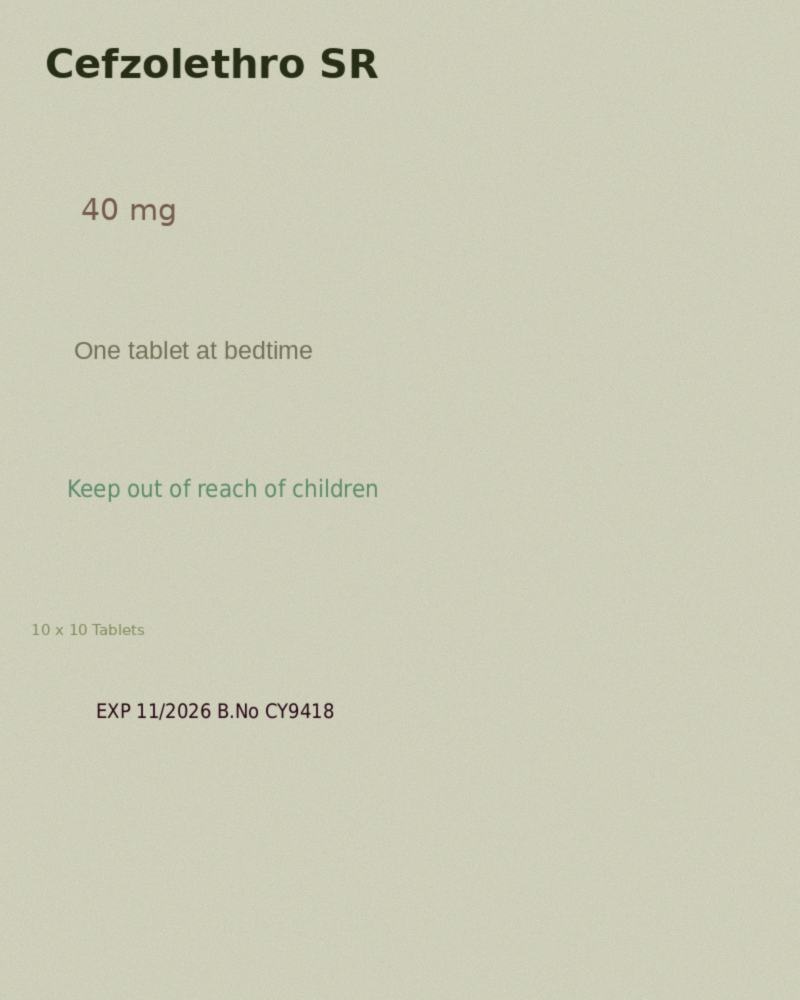 Cefzolethro SR
40 mg
One tablet at bedtime
Keep out of reach of children
10 x 10 Tablets
EXP 11/2026 B.No CY9418